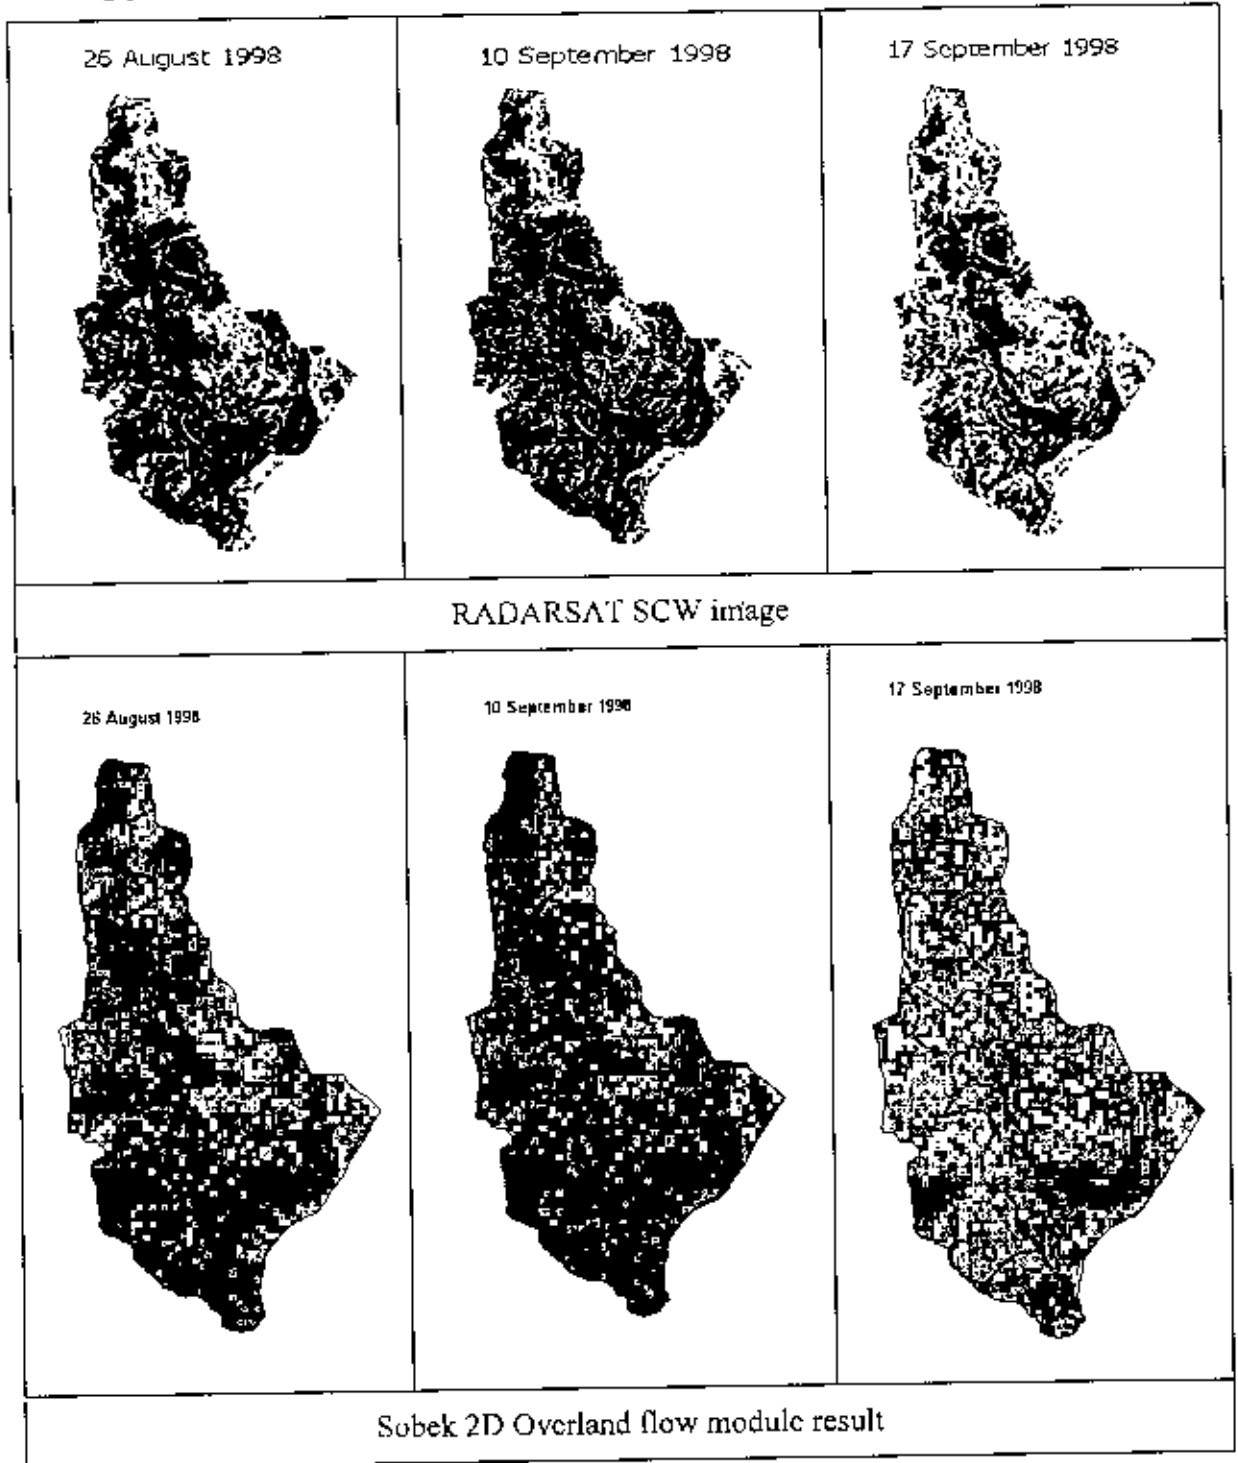 26 August 1998
10 September 1998
17 September 1998
RADARSAT SCW image
26 August 1998
10 September 1998
17 September 1998
Sobek 2D Overland flow module result